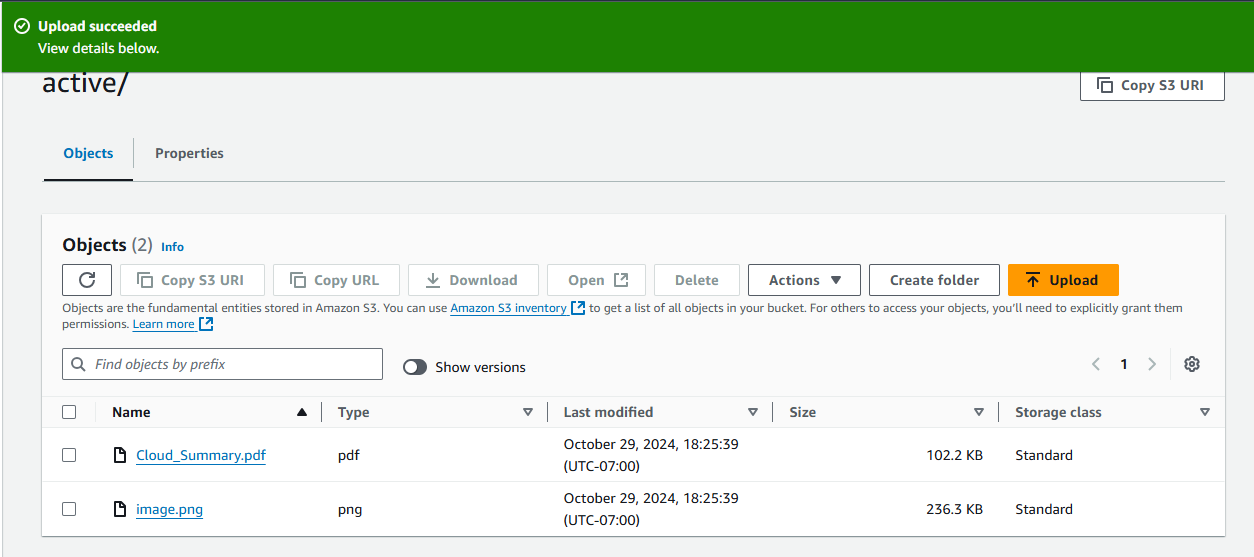 Upload succeeded
View details below.
active/
Copy S3 URI
Objects
Properties
Objects (2) Info
Copy S3 URI
Copy URL
Download
Open
Delete
Actions
Create folder
Upload
Objects are the fundamental entities stored in Amazon S3. You can use Amazon S3 inventory to get a list of all objects in your bucket. For others to access your objects, you'll need to explicitly grant them
permissions. Learn more
Find objects by prefix
Show versions
1
Name Type Last modified Size Storage class
Cloud_Summary.pdf pdf October 29, 2024, 18:25:39 (UTC-07:00) 102.2 KB Standard
image.png png October 29, 2024, 18:25:39 (UTC-07:00) 236.3 KB Standard